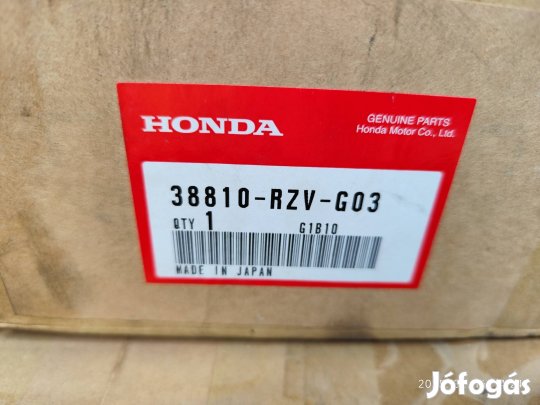 HONDA
GENUINE PARTS
Honda Motor Co., Ltd.
38810-RZV-G03
QTY 1 G1B10
MADE IN JAPAN
Jófogás